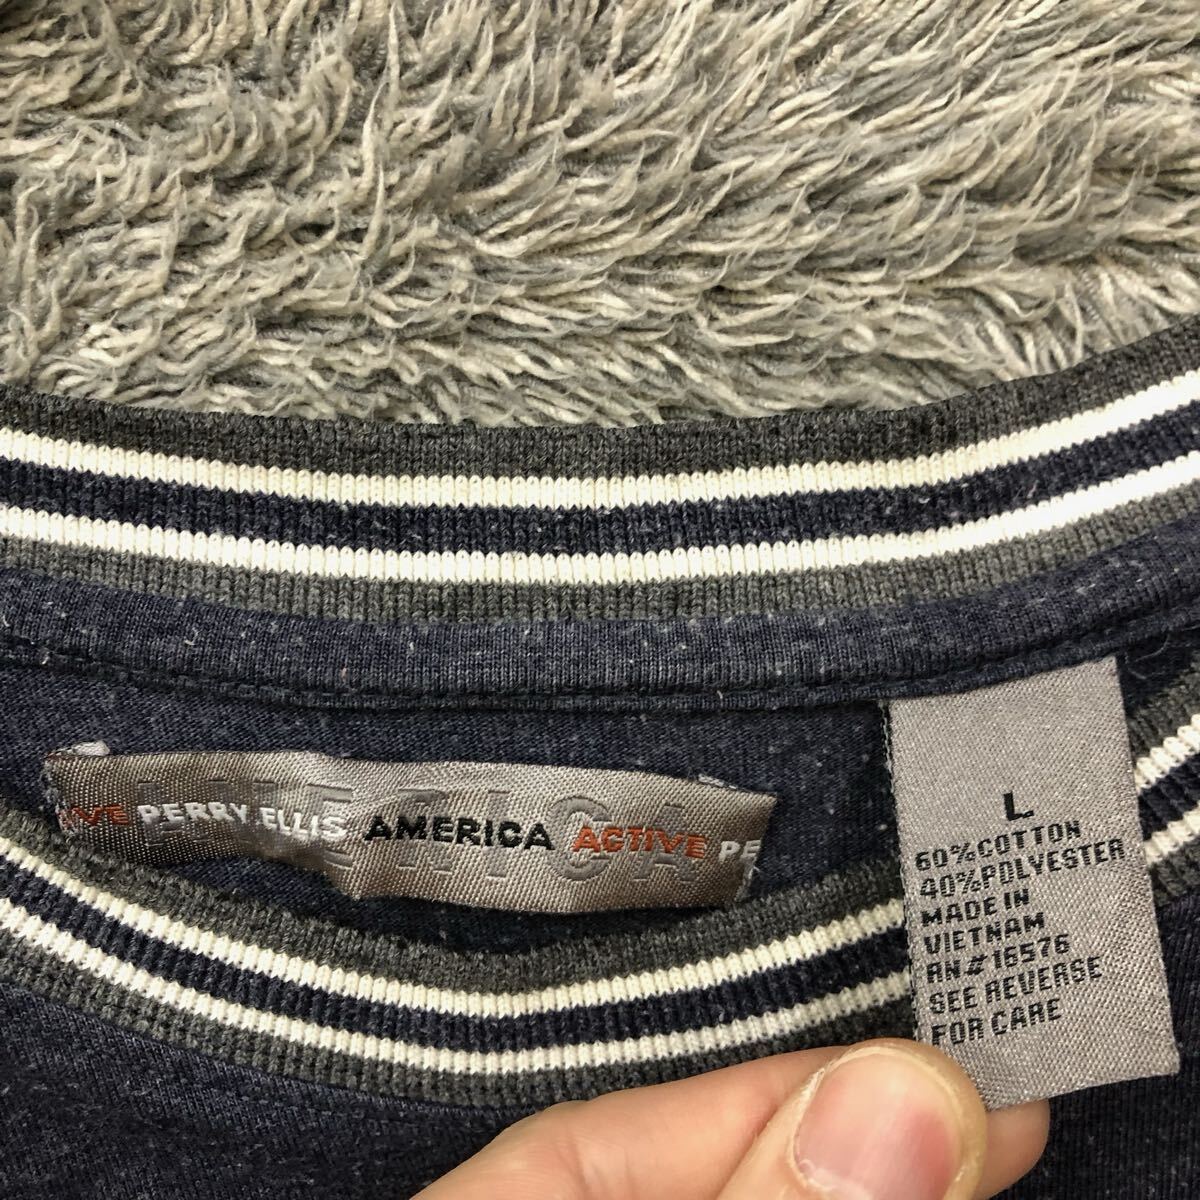 AMERICA
IVE PERRY ELLIS AMERICA ACTIVE PE
L
60%COTTON
40%POLYESTER
MADE IN
VIETNAM
RN#16576
SEE REVERSE
FOR CARE